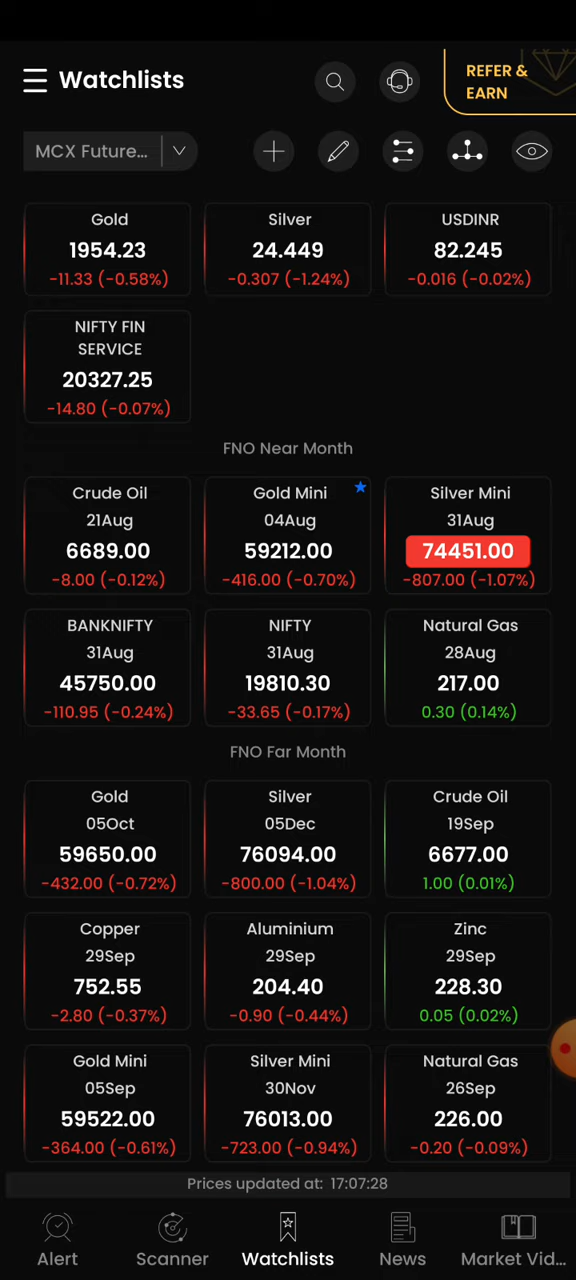 Watchlists
REFER &
EARN
MCX Future...
Gold
1954.23
-11.33 (-0.58%)
Silver
24.449
-0.307 (-1.24%)
USDINR
82.245
-0.016 (-0.02%)
NIFTY FIN
SERVICE
20327.25
-14.80 (-0.07%)
FNO Near Month
Crude Oil
21Aug
6689.00
-8.00 (-0.12%)
Gold Mini
04Aug
59212.00
-416.00 (-0.70%)
Silver Mini
31Aug
74451.00
-807.00 (-1.07%)
BANKNIFTY
31Aug
45750.00
-110.95 (-0.24%)
NIFTY
31Aug
19810.30
-33.65 (-0.17%)
Natural Gas
28Aug
217.00
0.30 (0.14%)
FNO Far Month
Gold
05Oct
59650.00
-432.00 (-0.72%)
Silver
05Dec
76094.00
-800.00 (-1.04%)
Crude Oil
19Sep
6677.00
1.00 (0.01%)
Copper
29Sep
752.55
-2.80 (-0.37%)
Aluminium
29Sep
204.40
-0.90 (-0.44%)
Zinc
29Sep
228.30
0.05 (0.02%)
Gold Mini
05Sep
59522.00
-364.00 (-0.61%)
Silver Mini
30Nov
76013.00
-723.00 (-0.94%)
Natural Gas
26Sep
226.00
-0.20 (-0.09%)
Prices updated at: 17:07:28
Alert
Scanner
Watchlists
News
Market Vid...